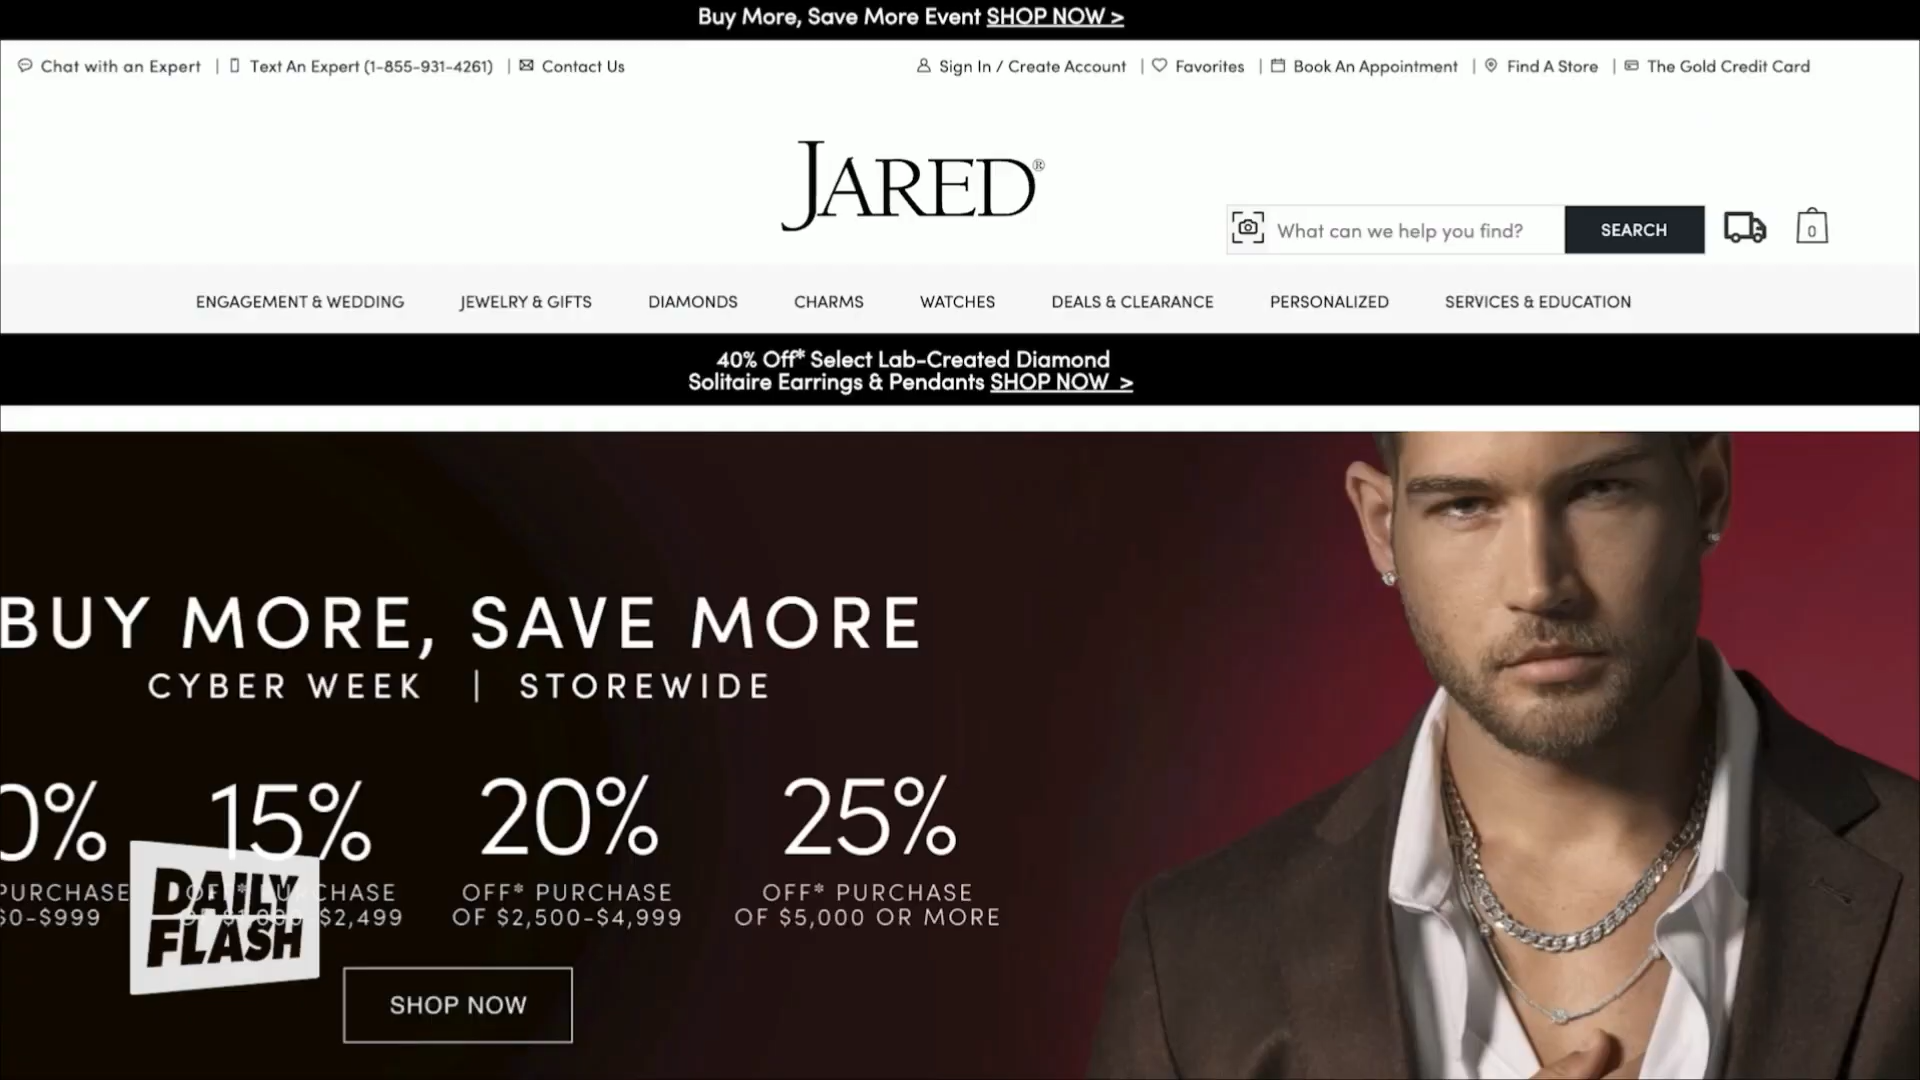 Buy More, Save More Event SHOP NOW >
Chat with an Expert | Text An Expert (1-855-931-4261) | Contact Us
Sign In / Create Account | Favorites | Book An Appointment | Find A Store | The Gold Credit Card
JARED®
What can we help you find?
SEARCH
0
ENGAGEMENT & WEDDING JEWELRY & GIFTS DIAMONDS CHARMS WATCHES DEALS & CLEARANCE PERSONALIZED SERVICES & EDUCATION
40% Off* Select Lab-Created Diamond
Solitaire Earrings & Pendants SHOP NOW >
BUY MORE, SAVE MORE
CYBER WEEK | STOREWIDE
0% 15% 20% 25%
PURCHASE OFF* PURCHASE OFF* PURCHASE OFF* PURCHASE
$0-$999 $2,499 OF $2,500-$4,999 OF $5,000 OR MORE
DAILY
FLASH
SHOP NOW